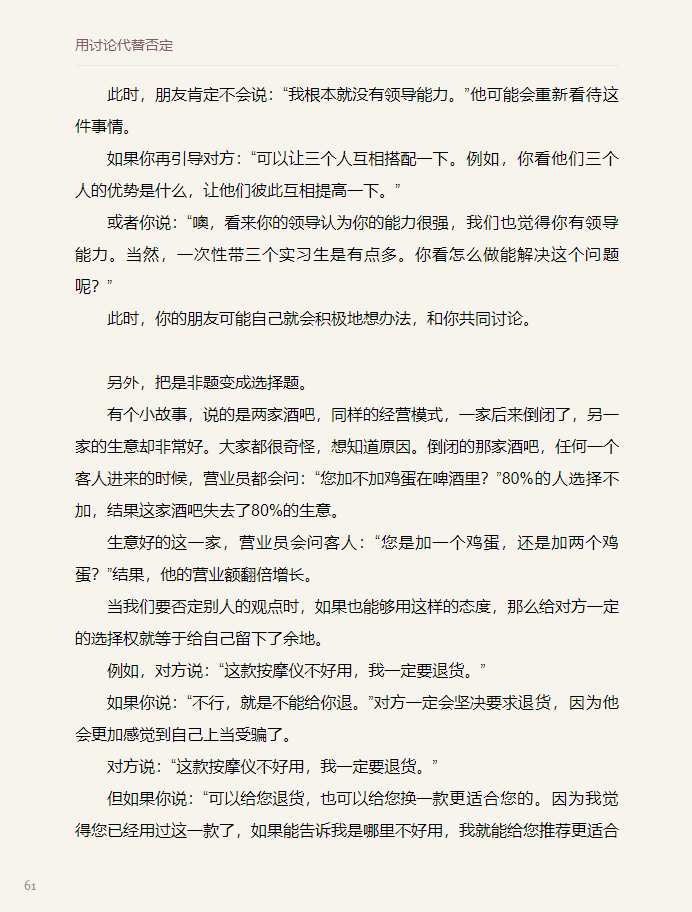 用讨论代替否定
此时，朋友肯定不会说：“我根本就没有领导能力。”他可能会重新看待这
件事情。
如果你再引导对方：“可以让三个人互相搭配一下。例如，你看他们三个
人的优势是什么，让他们彼此互相提高一下。”
或者你说：“噢，看来你的领导认为你的能力很强，我们也觉得你有领导
能力。当然，一次性带三个实习生是有点多。你看怎么做能解决这个问题
呢？”
此时，你的朋友可能自己就会积极地想办法，和你共同讨论。
另外，把是非题变成选择题。
有个小故事，说的是两家酒吧，同样的经营模式，一家后来倒闭了，另一
家的生意却非常好。大家都很奇怪，想知道原因。倒闭的那家酒吧，任何一个
客人进来的时候，营业员都会问：“您加不加鸡蛋在啤酒里？”80%的人选择不
加，结果这家酒吧失去了80%的生意。
生意好的这一家，营业员会问客人：“您是加一个鸡蛋，还是加两个鸡
蛋？”结果，他的营业额翻倍增长。
当我们要否定别人的观点时，如果也能够用这样的态度，那么给对方一定
的选择权就等于给自己留下了余地。
例如，对方说：“这款按摩仪不好用，我一定要退货。”
如果你说：“不行，就是不能给你退。”对方一定会坚决要求退货，因为他
会更加感觉到自己上当受骗了。
对方说：“这款按摩仪不好用，我一定要退货。”
但如果你说：“可以给您退货，也可以给您换一款更适合您的。因为我觉
得您已经用过这一款了，如果能告诉我是哪里不好用，我就能给您推荐更适合
61